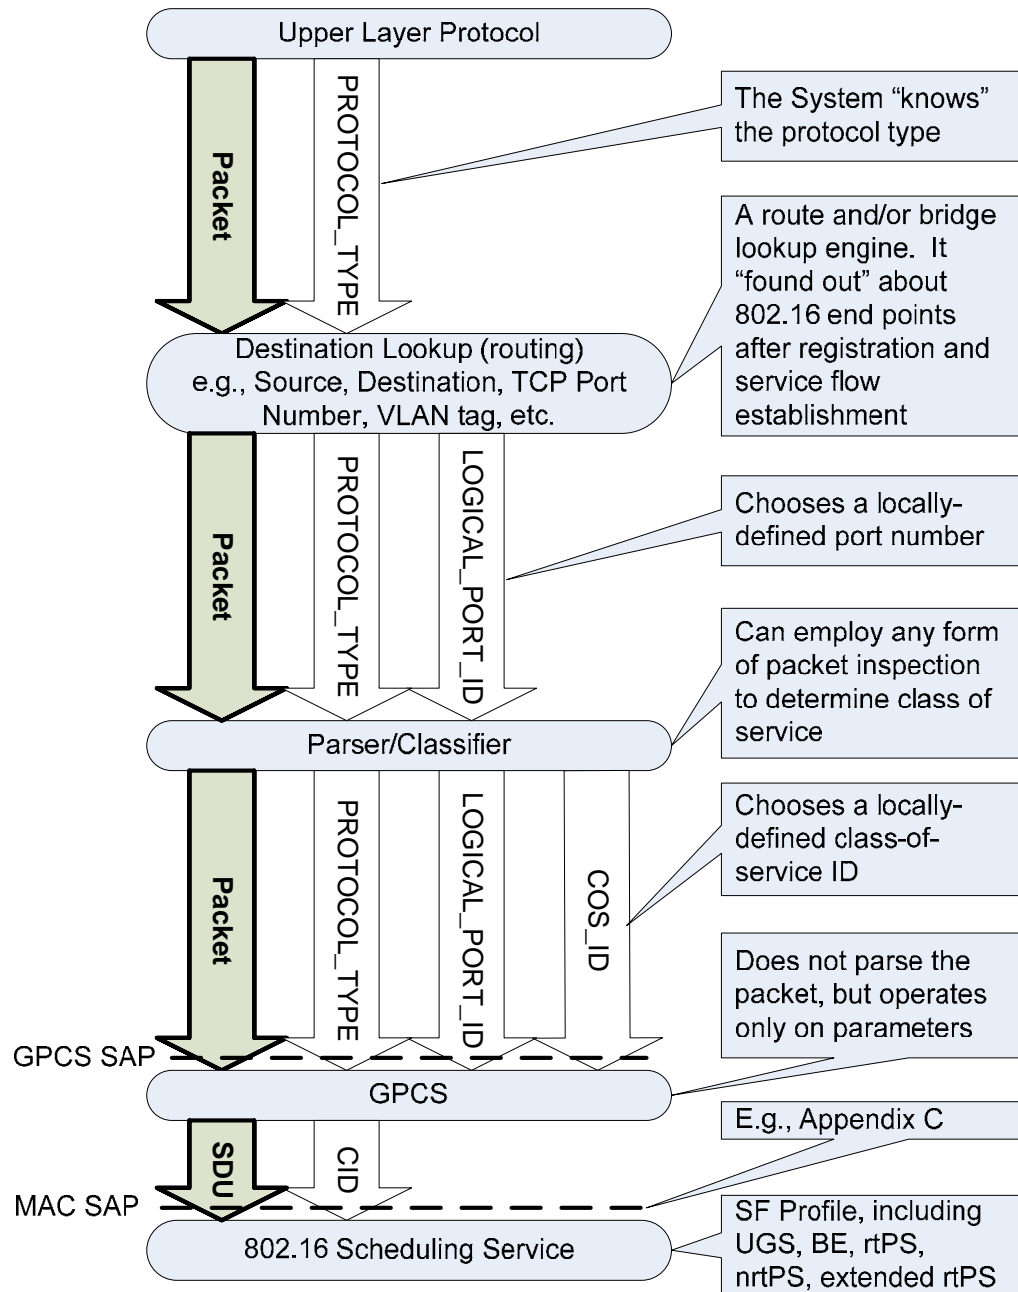 Upper Layer Protocol
Packet
PROTOCOL_TYPE
The System “knows”
the protocol type
A route and/or bridge
lookup engine. It
“found out” about
802.16 end points
after registration and
service flow
establishment
Destination Lookup (routing)
e.g., Source, Destination, TCP Port
Number, VLAN tag, etc.
Packet
PROTOCOL_TYPE
LOGICAL_PORT_ID
Chooses a locally-
defined port number
Can employ any form
of packet inspection
to determine class of
service
Parser/Classifier
Packet
PROTOCOL_TYPE
LOGICAL_PORT_ID
COS_ID
Chooses a locally-
defined class-of-
service ID
Does not parse the
packet, but operates
only on parameters
GPCS SAP
GPCS
SDU
CID
E.g., Appendix C
MAC SAP
802.16 Scheduling Service
SF Profile, including
UGS, BE, rtPS,
nrtPS, extended rtPS